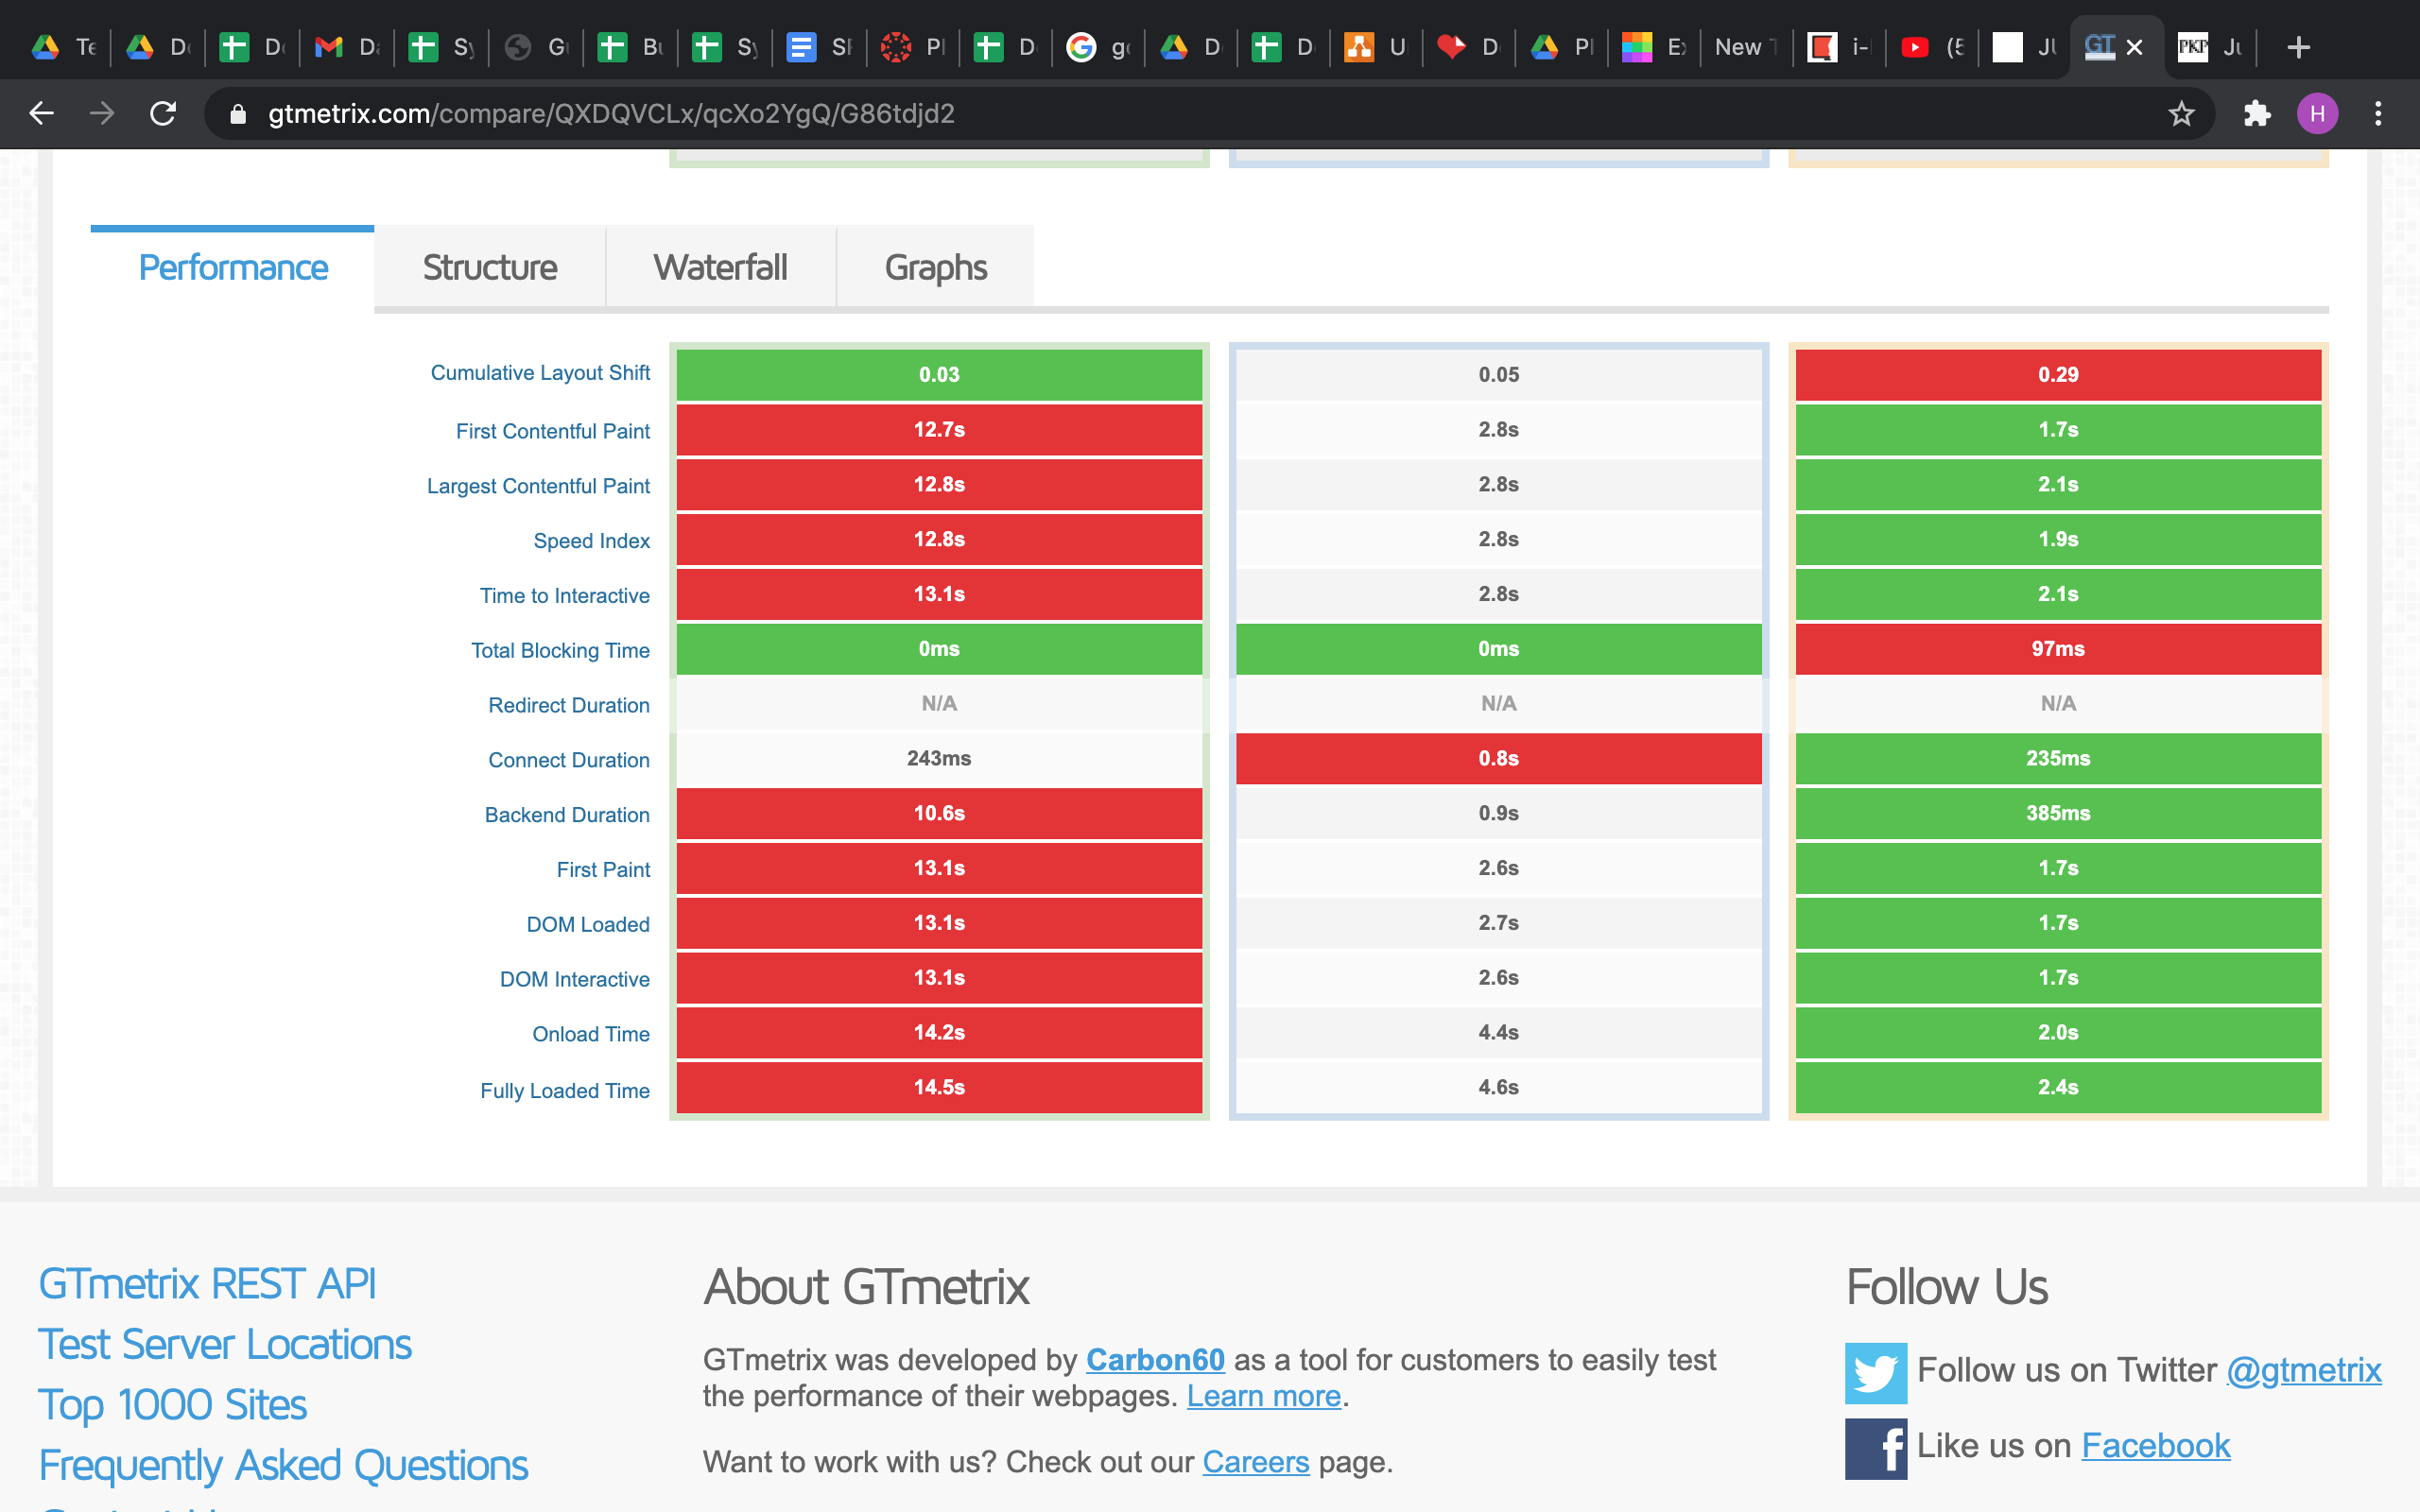 Te D D D Sy G Bu Sy SF Pl D g D D U D Pl Ex New T i- (5 JU GT PKP Ju
gtmetrix.com/compare/QXDQVCLx/qcXo2YgQ/G86tdjd2 H
Performance Structure Waterfall Graphs
Cumulative Layout Shift 0.03 0.05 0.29
First Contentful Paint 12.7s 2.8s 1.7s
Largest Contentful Paint 12.8s 2.8s 2.1s
Speed Index 12.8s 2.8s 1.9s
Time to Interactive 13.1s 2.8s 2.1s
Total Blocking Time 0ms 0ms 97ms
Redirect Duration N/A N/A N/A
Connect Duration 243ms 0.8s 235ms
Backend Duration 10.6s 0.9s 385ms
First Paint 13.1s 2.6s 1.7s
DOM Loaded 13.1s 2.7s 1.7s
DOM Interactive 13.1s 2.6s 1.7s
Onload Time 14.2s 4.4s 2.0s
Fully Loaded Time 14.5s 4.6s 2.4s
GTmetrix REST API
Test Server Locations
Top 1000 Sites
Frequently Asked Questions
About GTmetrix
GTmetrix was developed by Carbon60 as a tool for customers to easily test
the performance of their webpages. Learn more.
Want to work with us? Check out our Careers page.
Follow Us
Follow us on Twitter @gtmetrix
Like us on Facebook